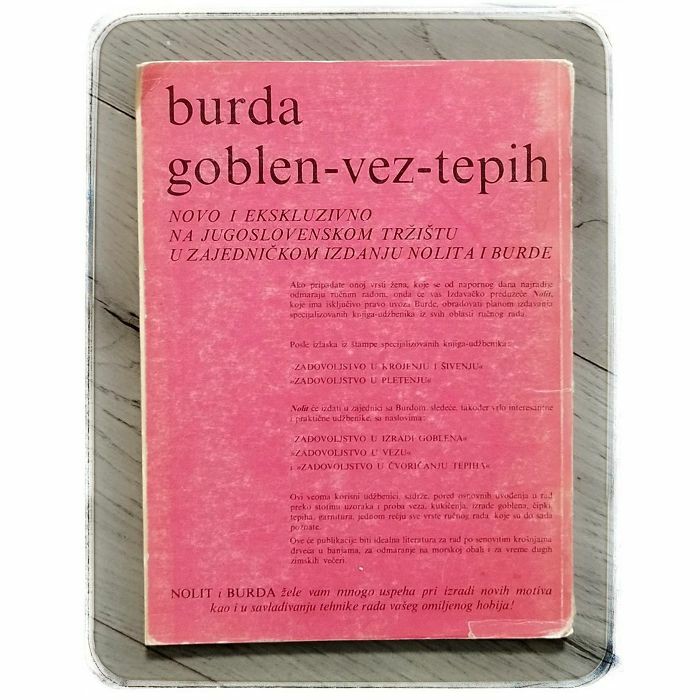 burda
goblen-vez-tepih
NOVO I EKSKLUZIVNO
NA JUGOSLOVENSKOM TRŽIŠTU
U ZAJEDNIČKOM IZDANJU NOLITA I BURDE
Ako pripadate onoj vrsti žena, koje se od napornog dana najradije
odmaraju ručnim radom, onda će vas Izdavačko preduzeće Nolit,
koje ima isključivo pravo uvoza Burde, obradovati planom izdavanja
specijalizovanih knjiga-udžbenika iz svih oblasti ručnog rada.
Posle izlaska iz štampe specijalizovanih knjiga-udžbenika:
»ZADOVOLJSTVO U KROJENJU I ŠIVENJU«
»ZADOVOLJSTVO U PLETENJU«
Nolit će izdati u zajednici sa Burdom, sledeće, također vrlo interesantne
i praktične udžbenike, sa naslovima:
»ZADOVOLJSTVO U IZRADI GOBLENA«
»ZADOVOLJSTVO U VEZU«
i »ZADOVOLJSTVO U ČVORIČANJU TEPIHA«
Ovi veoma korisni udžbenici, sadrže, pored osnovnih uvođenja u rad
preko stotinu uzoraka i proba veza, kukičenja, izrade goblena, čipki,
tepiha, garnitura, jednom rečju sve vrste ručnog rada, koje su do sada
poznate.
Ove će publikacije biti idealna literatura za rad po senovitim krošnjama
drveća u banjama, za odmaranje na morskoj obali i za vreme dugih
zimskih večeri.
NOLIT i BURDA žele vam mnogo uspeha pri izradi novih motiva
kao i u savlađivanju tehnike rada vašeg omiljenog hobija!